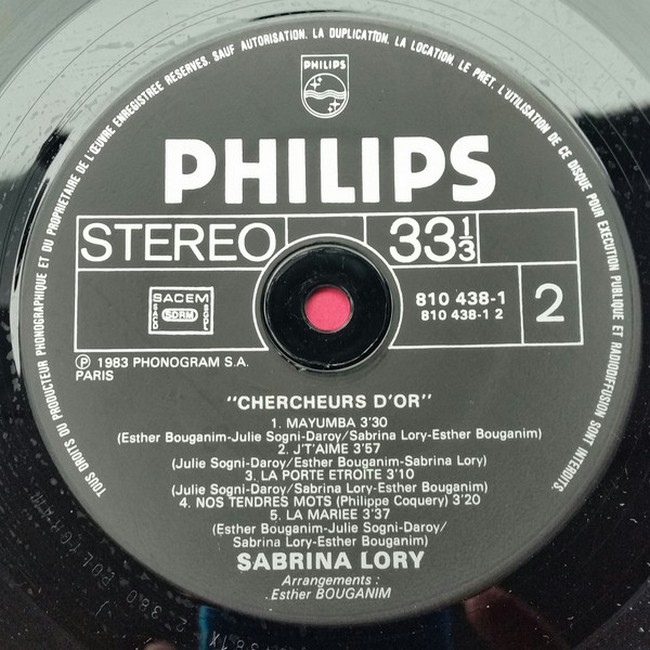 TOUS DROITS DU PRODUCTEUR PHONOGRAPHIQUE ET DU PROPRIETAIRE DE L'ŒUVRE ENREGISTREE RESERVES. SAUF AUTORISATION. LA DUPLICATION. LA LOCATION. LE PRET. L'UTILISATION DE CE DISQUE POUR EXECUTION PUBLIQUE ET RADIODIFFUSION SONT INTERDITS.
PHILIPS
PHILIPS
STEREO
33 1/3
SACEM
SDRM
810 438-1
810 438-1 2
2
Ⓟ 1983 PHONOGRAM S.A.
PARIS
"CHERCHEURS D'OR"
1. MAYUMBA 3'30
(Esther Bouganim-Julie Sogni-Daroy/Sabrina Lory-Esther Bouganim)
2. J'T'AIME 3'57
(Julie Sogni-Daroy/Esther Bouganim-Sabrina Lory)
3. LA PORTE ETROITE 3'10
(Julie Sogni-Daroy/Sabrina Lory-Esther Bouganim)
4. NOS TENDRES MOTS (Philippe Coquery) 3'20
5. LA MARIEE 3'37
(Esther Bouganim-Julie Sogni-Daroy/
Sabrina Lory-Esther Bouganim)
SABRINA LORY
Arrangements :
Esther BOUGANIM